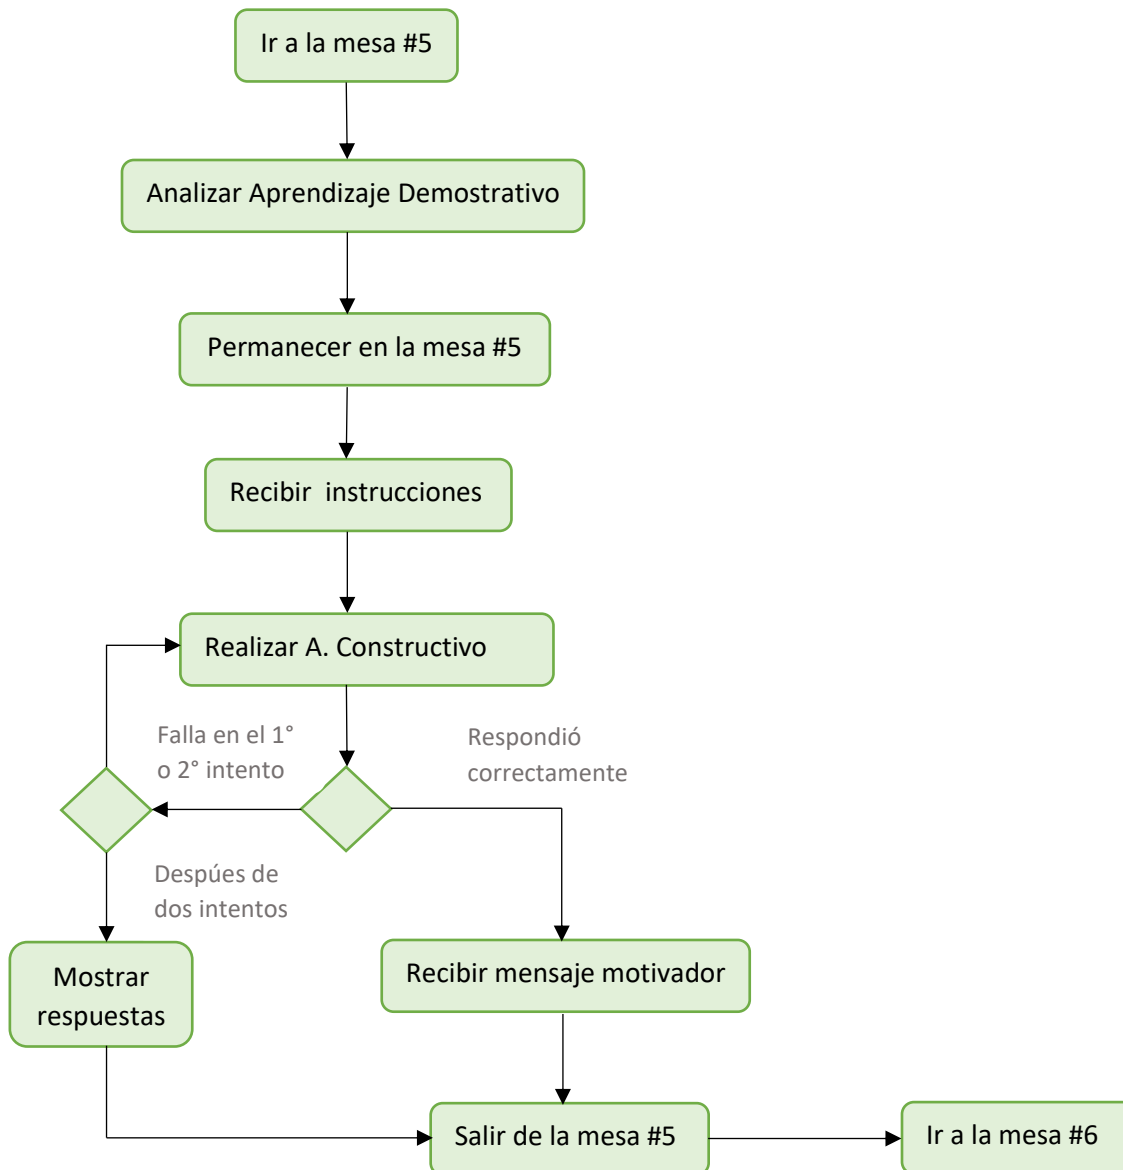 Ir a la mesa #5
Analizar Aprendizaje Demostrativo
Permanecer en la mesa #5
Recibir  instrucciones
Realizar A. Constructivo
Falla en el 1°
o 2° intento
Respondió
correctamente
Despúes de
dos intentos
Mostrar
respuestas
Recibir mensaje motivador
Salir de la mesa #5
Ir a la mesa #6